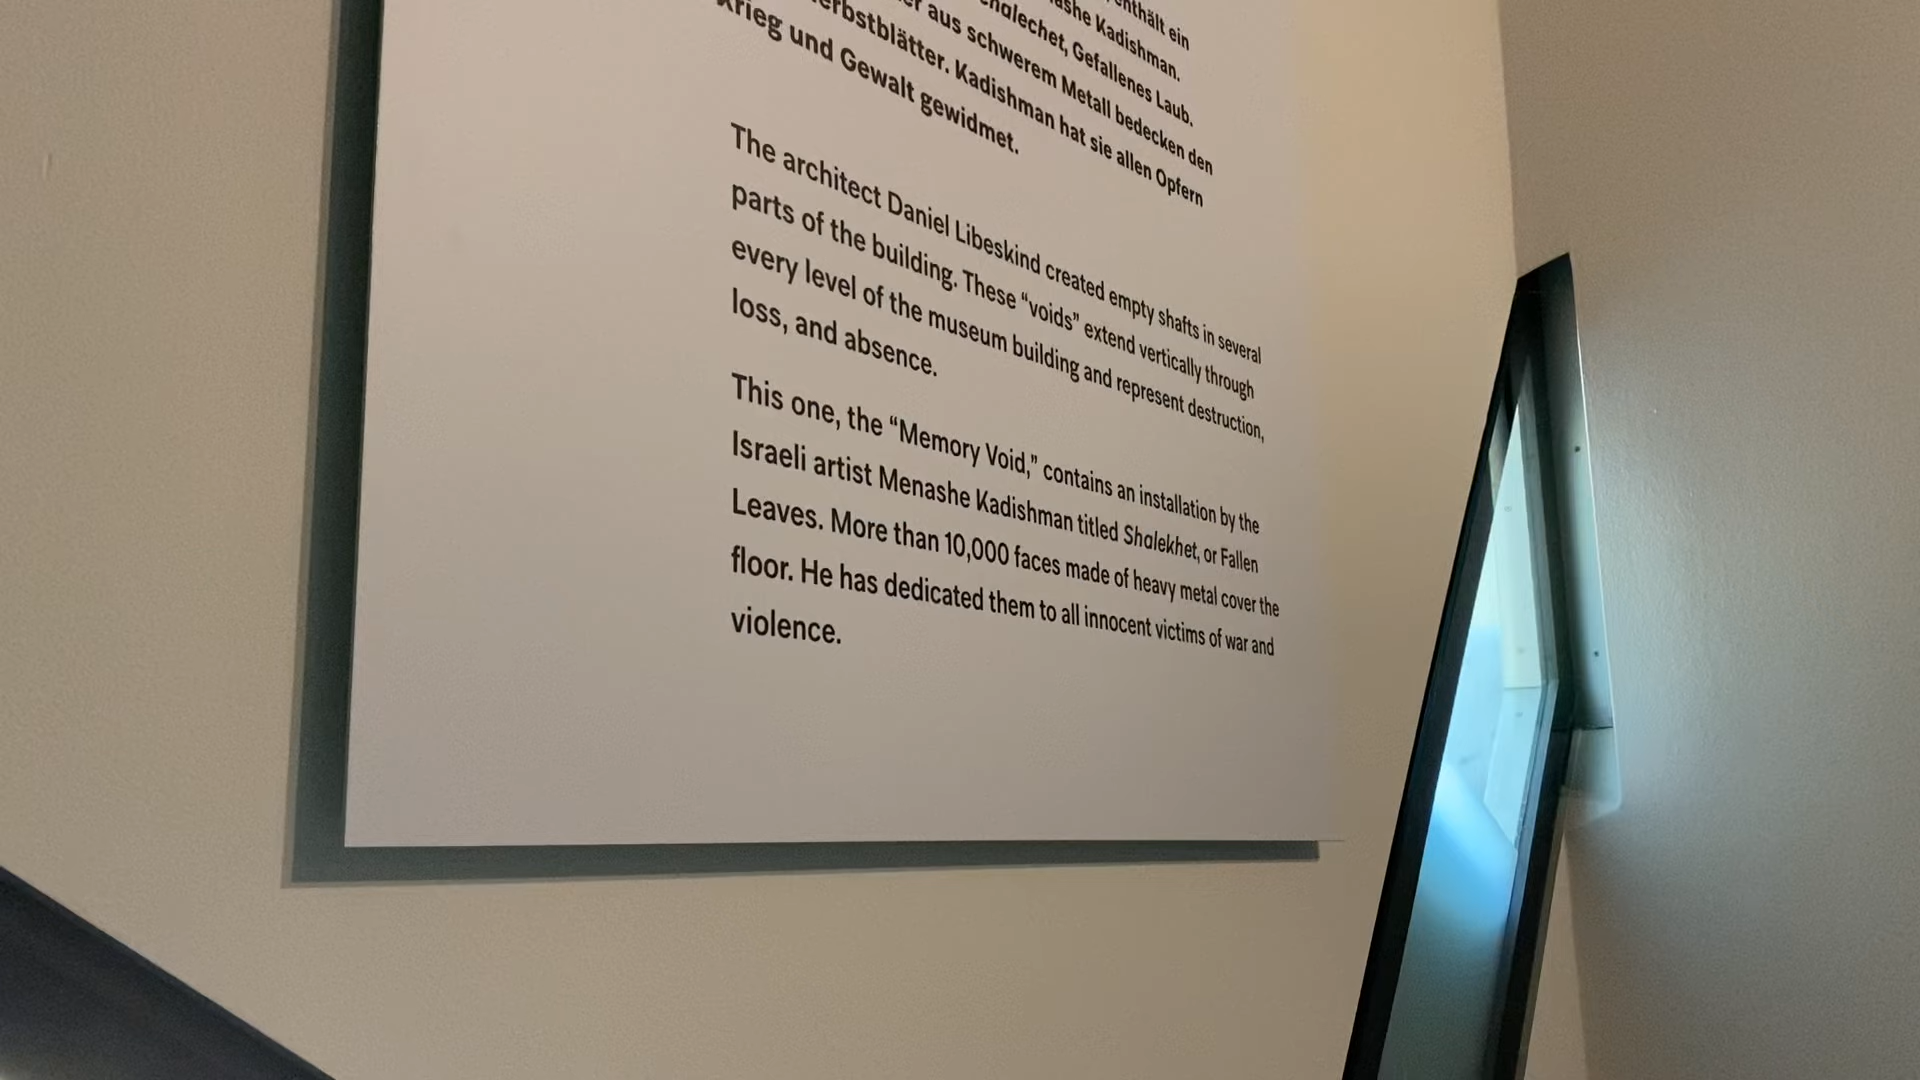 enthält ein
Menashe Kadishman.
Schalechet, Gefallenes Laub.
aus schwerem Metall bedecken den
Herbstblätter. Kadishman hat sie allen Opfern
Krieg und Gewalt gewidmet.
The architect Daniel Libeskind created empty shafts in several
parts of the building. These “voids” extend vertically through
every level of the museum building and represent destruction,
loss, and absence.
This one, the “Memory Void,” contains an installation by the
Israeli artist Menashe Kadishman titled Shalekhet, or Fallen
Leaves. More than 10,000 faces made of heavy metal cover the
floor. He has dedicated them to all innocent victims of war and
violence.